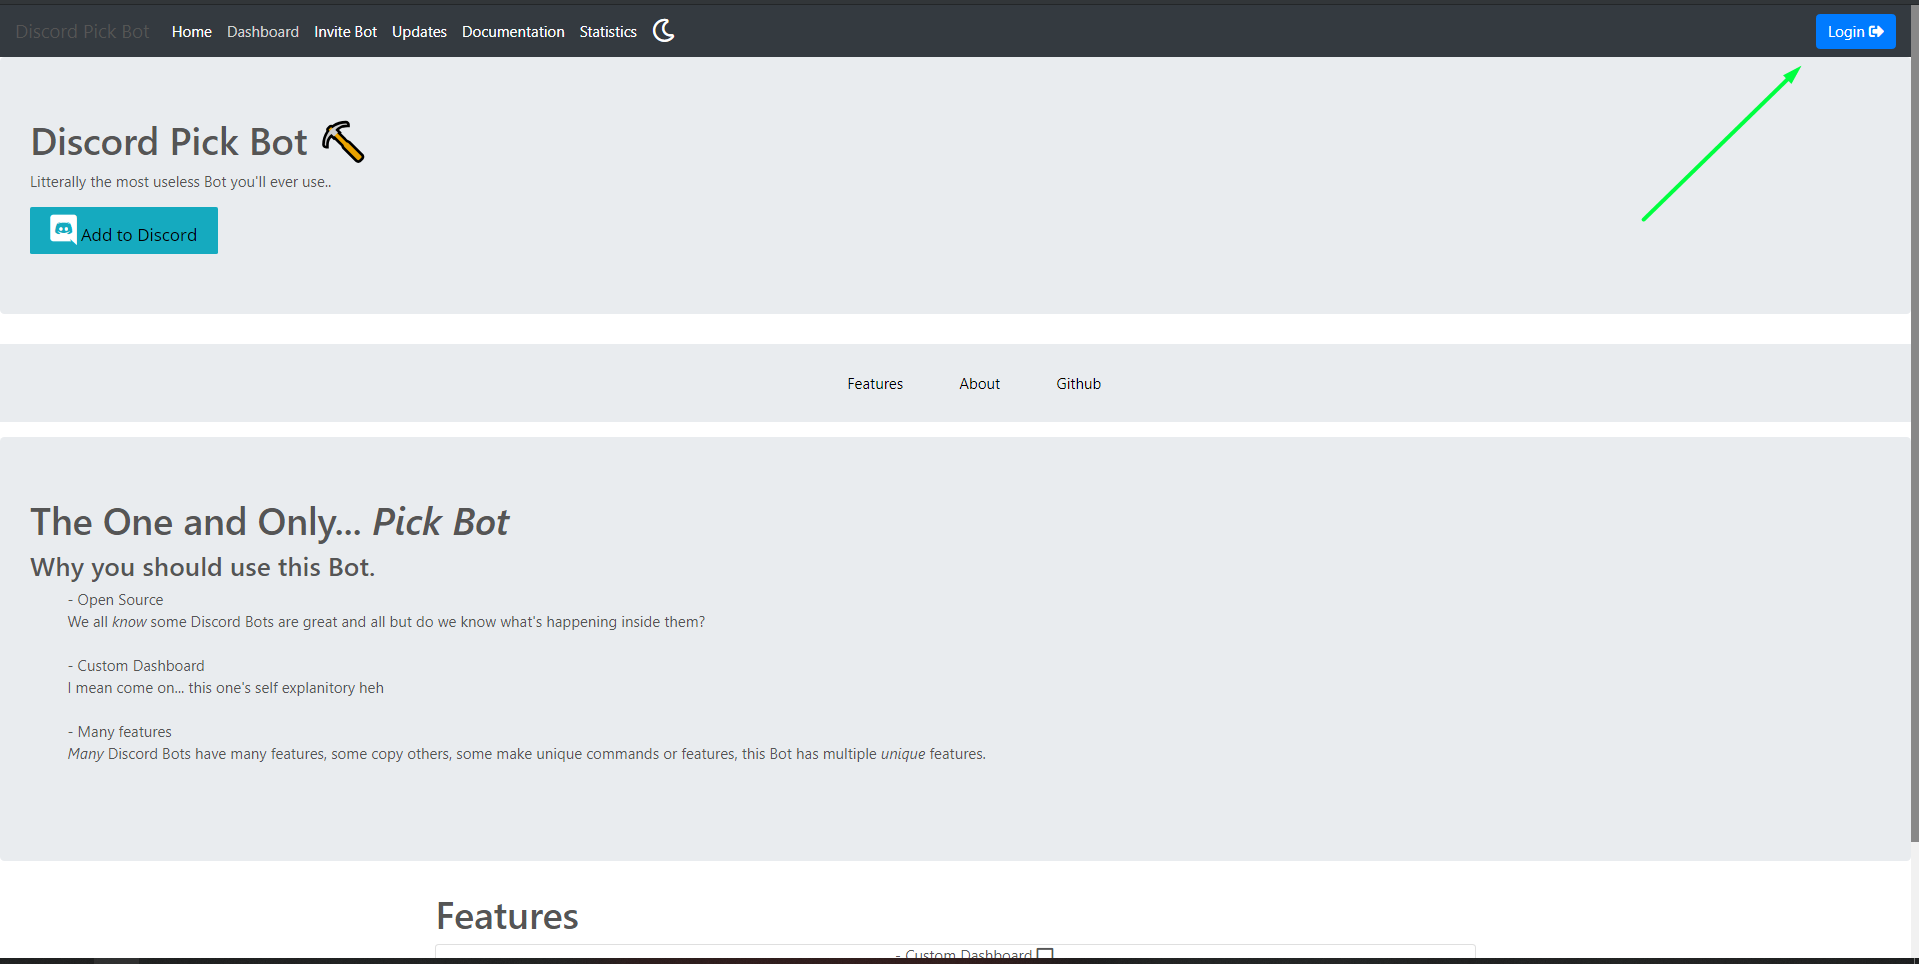 Discord Pick Bot Home Dashboard Invite Bot Updates Documentation Statistics Login
Discord Pick Bot
Litterally the most useless Bot you'll ever use..
Add to Discord
Features About Github
The One and Only... Pick Bot
Why you should use this Bot.
- Open Source
We all know some Discord Bots are great and all but do we know what's happening inside them?
- Custom Dashboard
I mean come on... this one's self explanitory heh
- Many features
Many Discord Bots have many features, some copy others, some make unique commands or features, this Bot has multiple unique features.
Features
- Custom Dashboard